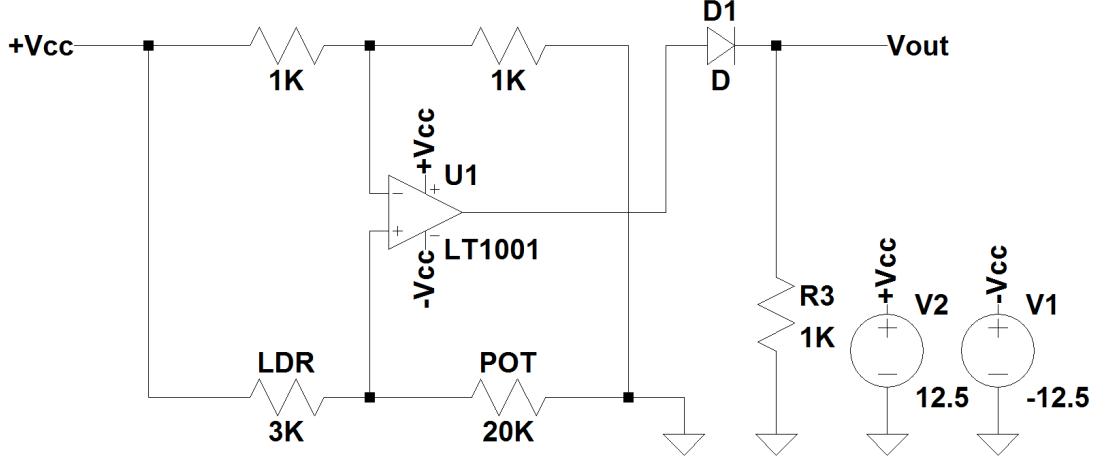 D1
+Vcc
1K
1K
D
Vout
+Vcc
U1
−
+
+
−
LT1001
-Vcc
R3
1K
+Vcc
V2
+
−
12.5
-Vcc
V1
+
−
-12.5
LDR
3K
POT
20K